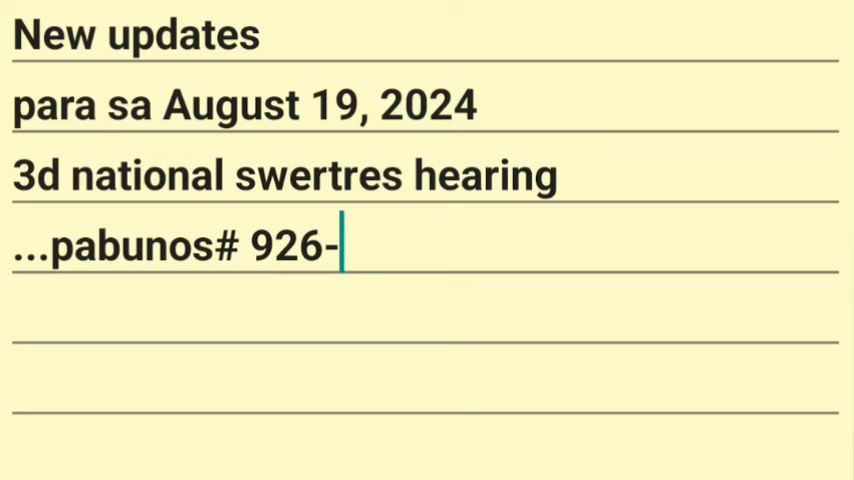 New updates
para sa August 19, 2024
3d national swertres hearing
...pabunos# 926-